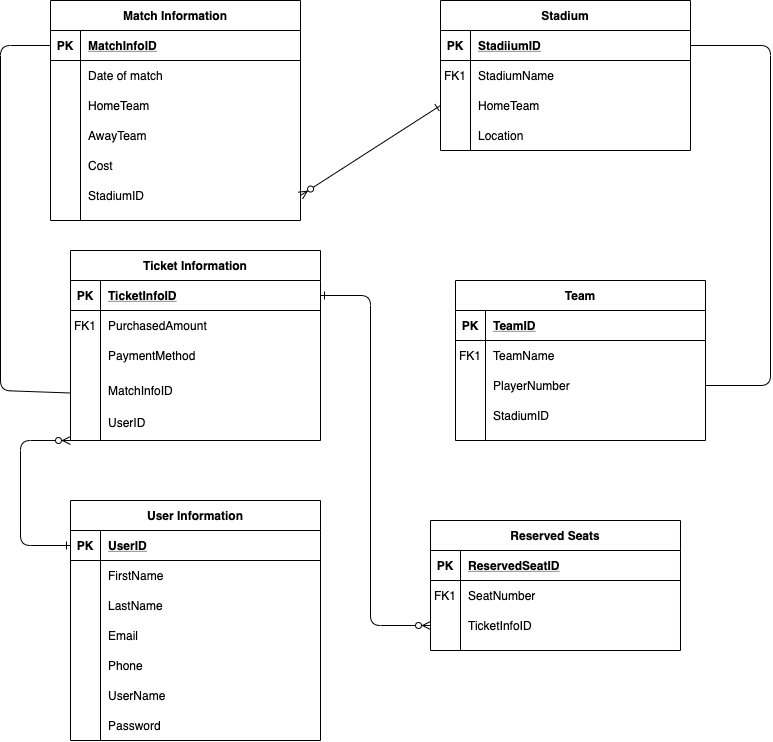 Match Information
PK MatchInfoID
Date of match
HomeTeam
AwayTeam
Cost
StadiumID
Stadium
PK StadiiumID
FK1 StadiumName
HomeTeam
Location
Ticket Information
PK TicketInfoID
FK1 PurchasedAmount
PaymentMethod
MatchInfoID
UserID
Team
PK TeamID
FK1 TeamName
PlayerNumber
StadiumID
User Information
PK UserID
FirstName
LastName
Email
Phone
UserName
Password
Reserved Seats
PK ReservedSeatID
FK1 SeatNumber
TicketInfoID